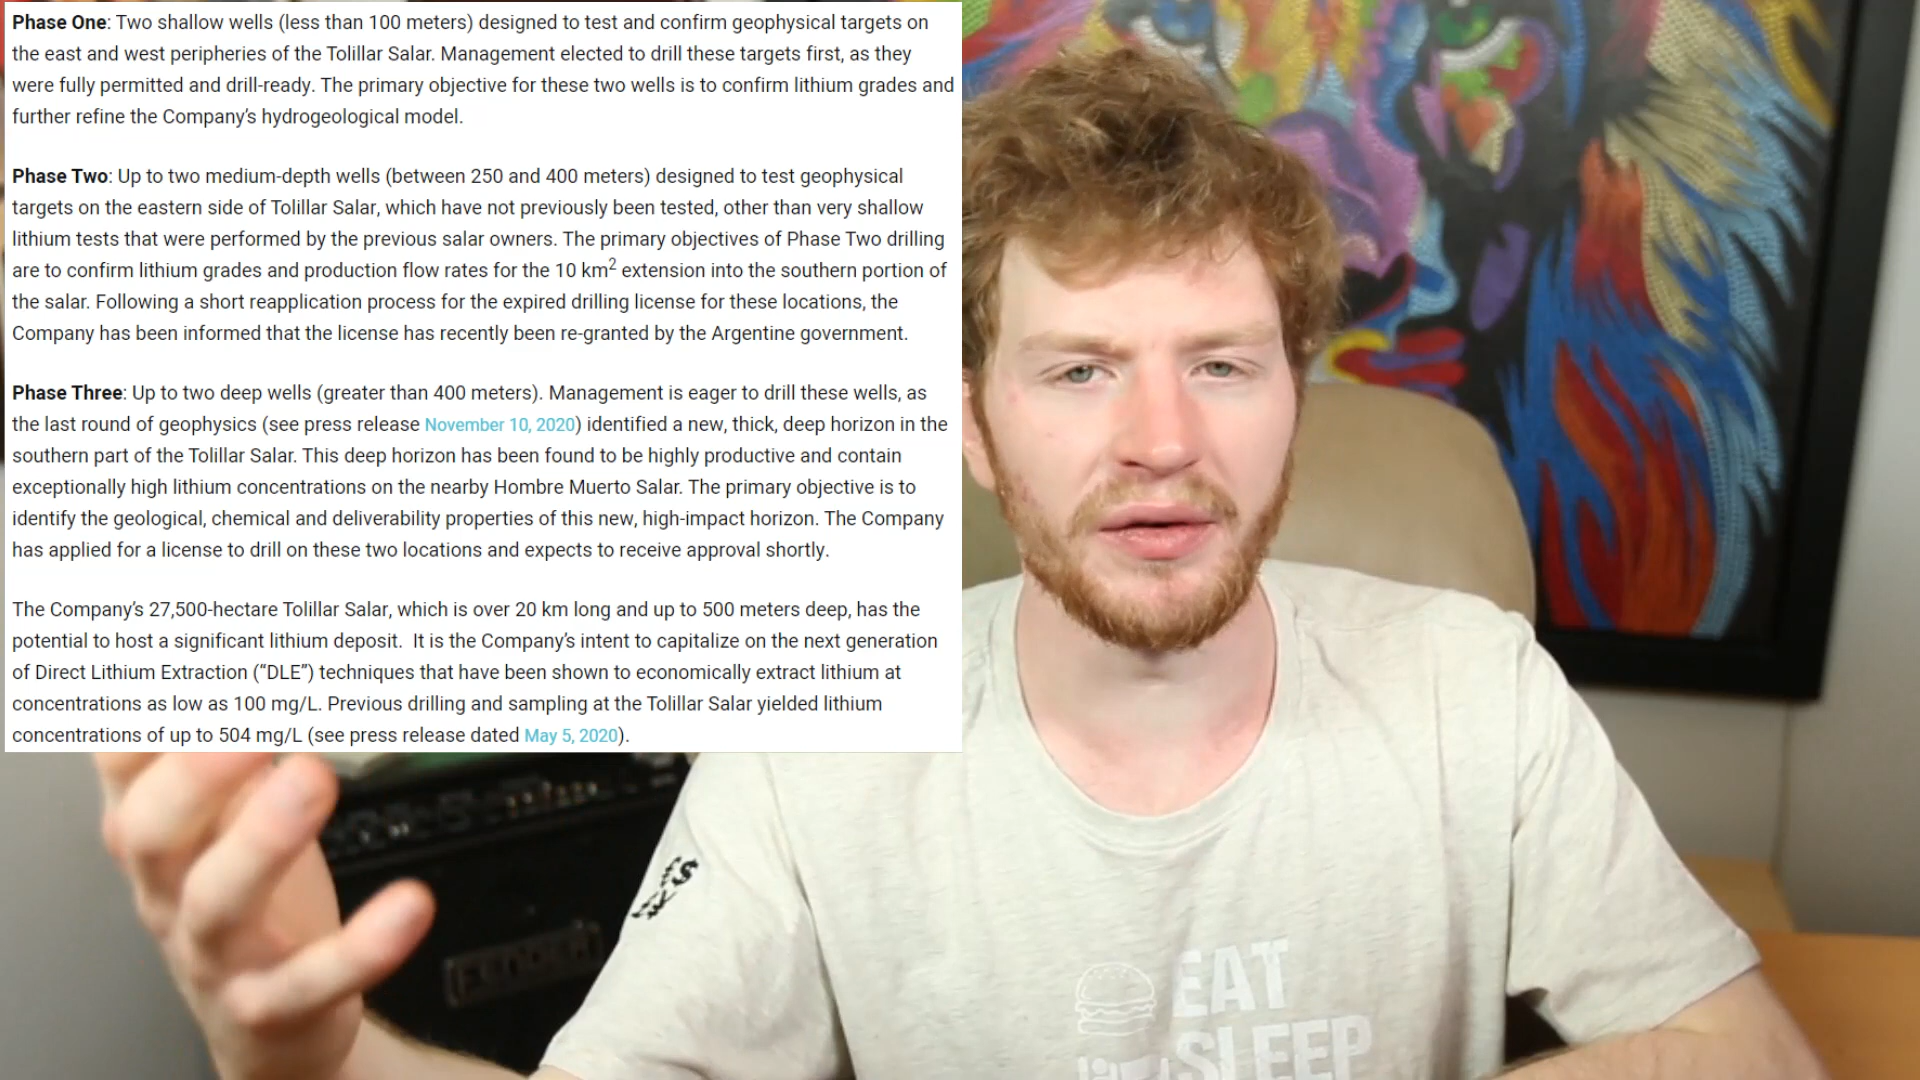 Phase One: Two shallow wells (less than 100 meters) designed to test and confirm geophysical targets on
the east and west peripheries of the Tolillar Salar. Management elected to drill these targets first, as they
were fully permitted and drill-ready. The primary objective for these two wells is to confirm lithium grades and
further refine the Company's hydrogeological model.
Phase Two: Up to two medium-depth wells (between 250 and 400 meters) designed to test geophysical
targets on the eastern side of Tolillar Salar, which have not previously been tested, other than very shallow
lithium tests that were performed by the previous salar owners. The primary objectives of Phase Two drilling
are to confirm lithium grades and production flow rates for the 10 km² extension into the southern portion of
the salar. Following a short reapplication process for the expired drilling license for these locations, the
Company has been informed that the license has recently been re-granted by the Argentine government.
Phase Three: Up to two deep wells (greater than 400 meters). Management is eager to drill these wells, as
the last round of geophysics (see press release November 10, 2020) identified a new, thick, deep horizon in the
southern part of the Tolillar Salar. This deep horizon has been found to be highly productive and contain
exceptionally high lithium concentrations on the nearby Hombre Muerto Salar. The primary objective is to
identify the geological, chemical and deliverability properties of this new, high-impact horizon. The Company
has applied for a license to drill on these two locations and expects to receive approval shortly.
The Company's 27,500-hectare Tolillar Salar, which is over 20 km long and up to 500 meters deep, has the
potential to host a significant lithium deposit. It is the Company's intent to capitalize on the next generation
of Direct Lithium Extraction ("DLE") techniques that have been shown to economically extract lithium at
concentrations as low as 100 mg/L. Previous drilling and sampling at the Tolillar Salar yielded lithium
concentrations of up to 504 mg/L (see press release dated May 5, 2020).
FENDER
EAT
SLEEP